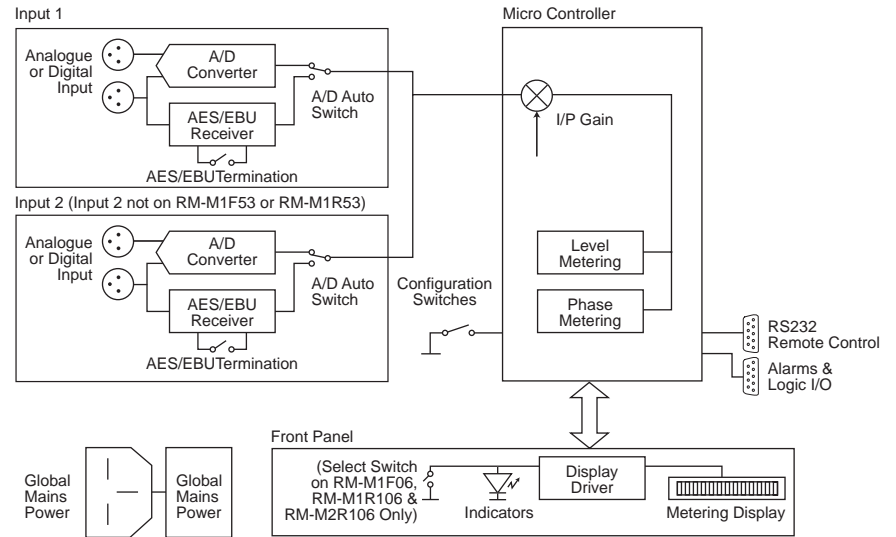 Input 1
Analogue
or Digital
Input
A/D
Converter
AES/EBU
Receiver
A/D Auto
Switch
AES/EBUTermination
Micro Controller
I/P Gain
Input 2 (Input 2 not on RM-M1F53 or RM-M1R53)
Analogue
or Digital
Input
A/D
Converter
AES/EBU
Receiver
A/D Auto
Switch
AES/EBUTermination
Configuration
Switches
Level
Metering
Phase
Metering
RS232
Remote Control
Alarms &
Logic I/O
Global
Mains
Power
Global
Mains
Power
Front Panel
(Select Switch
on RM-M1F06,
RM-M1R106 &
RM-M2R106 Only)
Indicators
Display
Driver
Metering Display